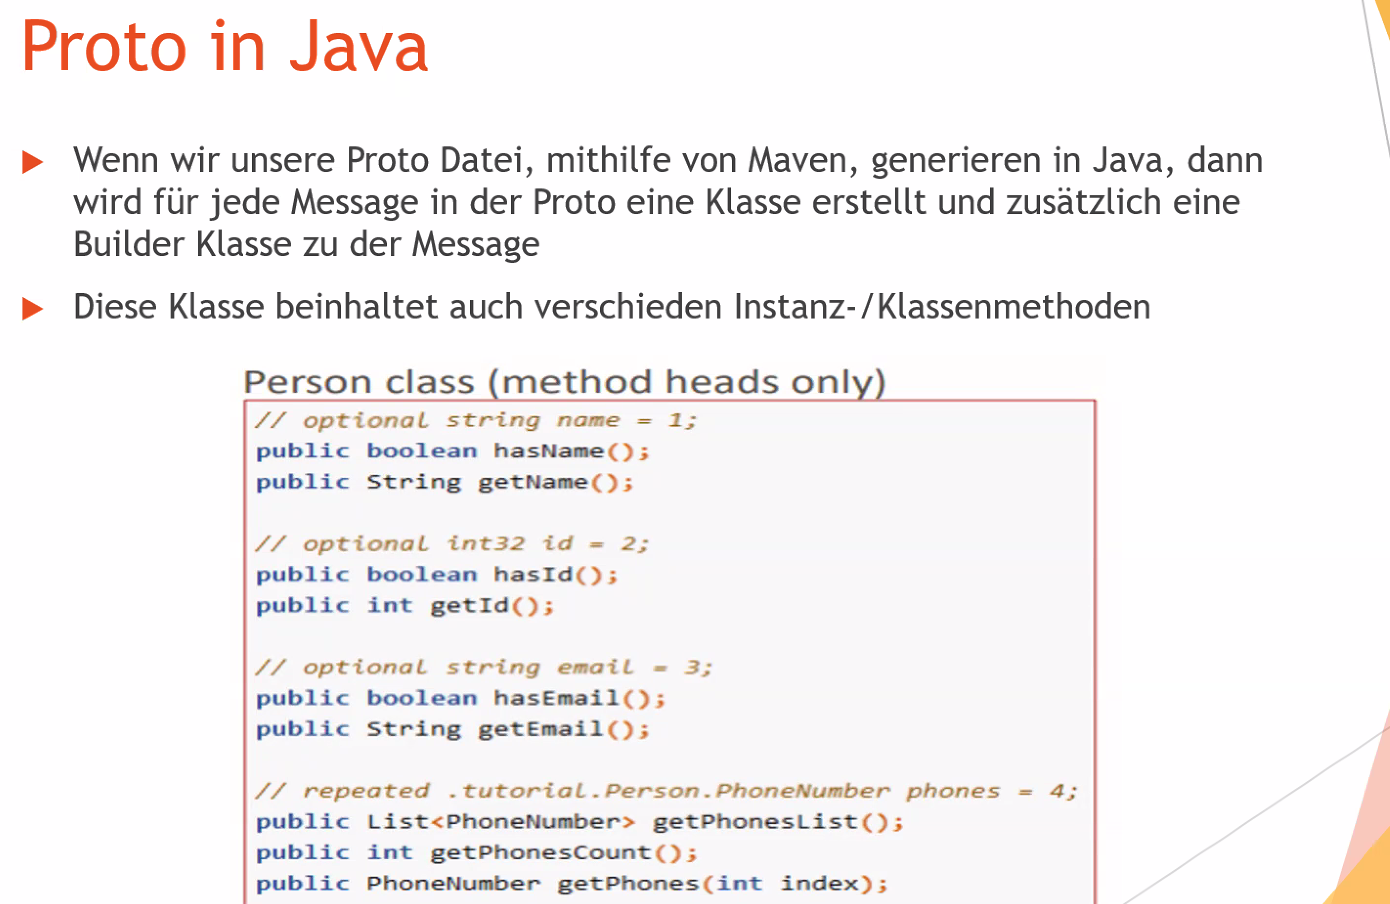 Proto in Java
Wenn wir unsere Proto Datei, mithilfe von Maven, generieren in Java, dann
wird für jede Message in der Proto eine Klasse erstellt und zusätzlich eine
Builder Klasse zu der Message
Diese Klasse beinhaltet auch verschieden Instanz-/Klassenmethoden
Person class (method heads only)
// optional string name = 1;
public boolean hasName();
public String getName();
// optional int32 id = 2;
public boolean hasId();
public int getId();
// optional string email = 3;
public boolean hasEmail();
public String getEmail();
// repeated .tutorial.Person.PhoneNumber phones = 4;
public List<PhoneNumber> getPhonesList();
public int getPhonesCount();
public PhoneNumber getPhones(int index);